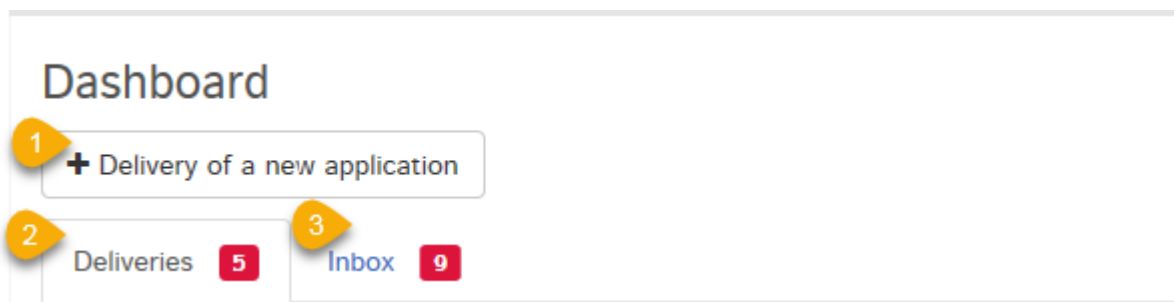 Dashboard
1
+ Delivery of a new application
2 3
Deliveries 5 Inbox 9